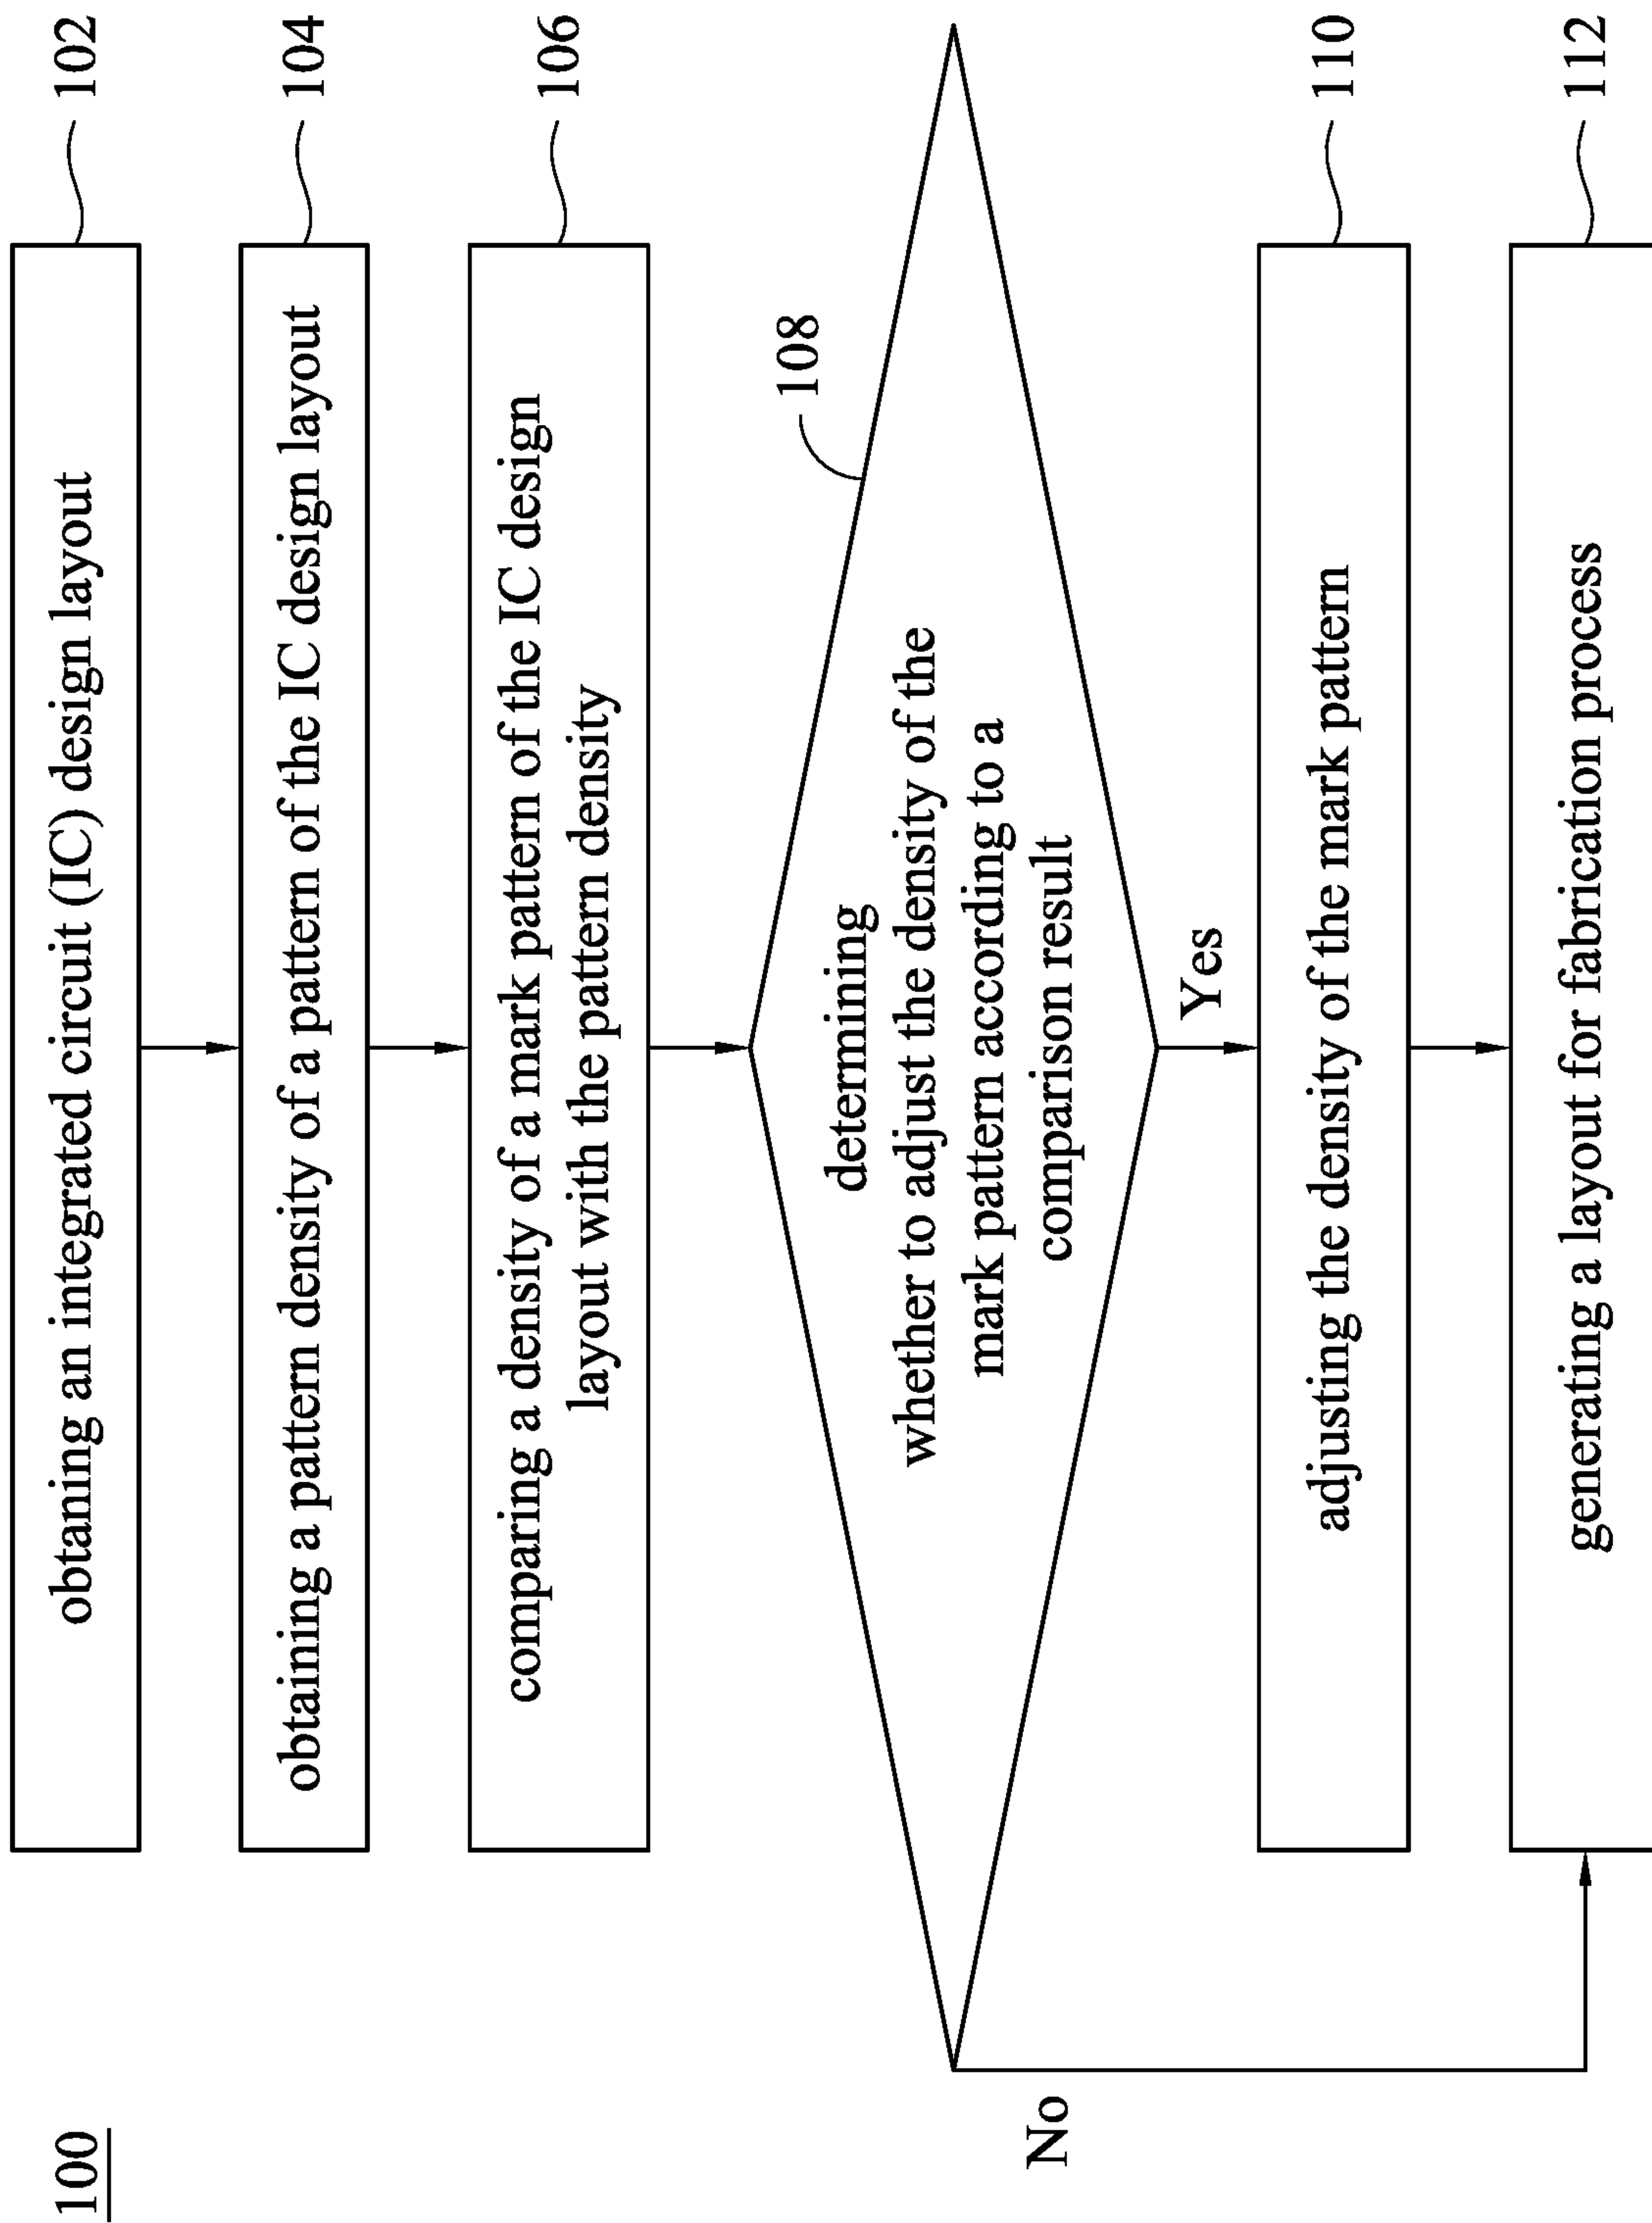 100
obtaning an integrated circuit (IC) design layout
102
obtaining a pattern density of a pattern of the IC design layout
104
comparing a density of a mark pattern of the IC design
layout with the pattern density
106
determining
whether to adjust the density of the
mark pattern according to a
comparison result
108
No
Yes
adjusting the density of the mark pattern
110
generating a layout for fabrication process
112